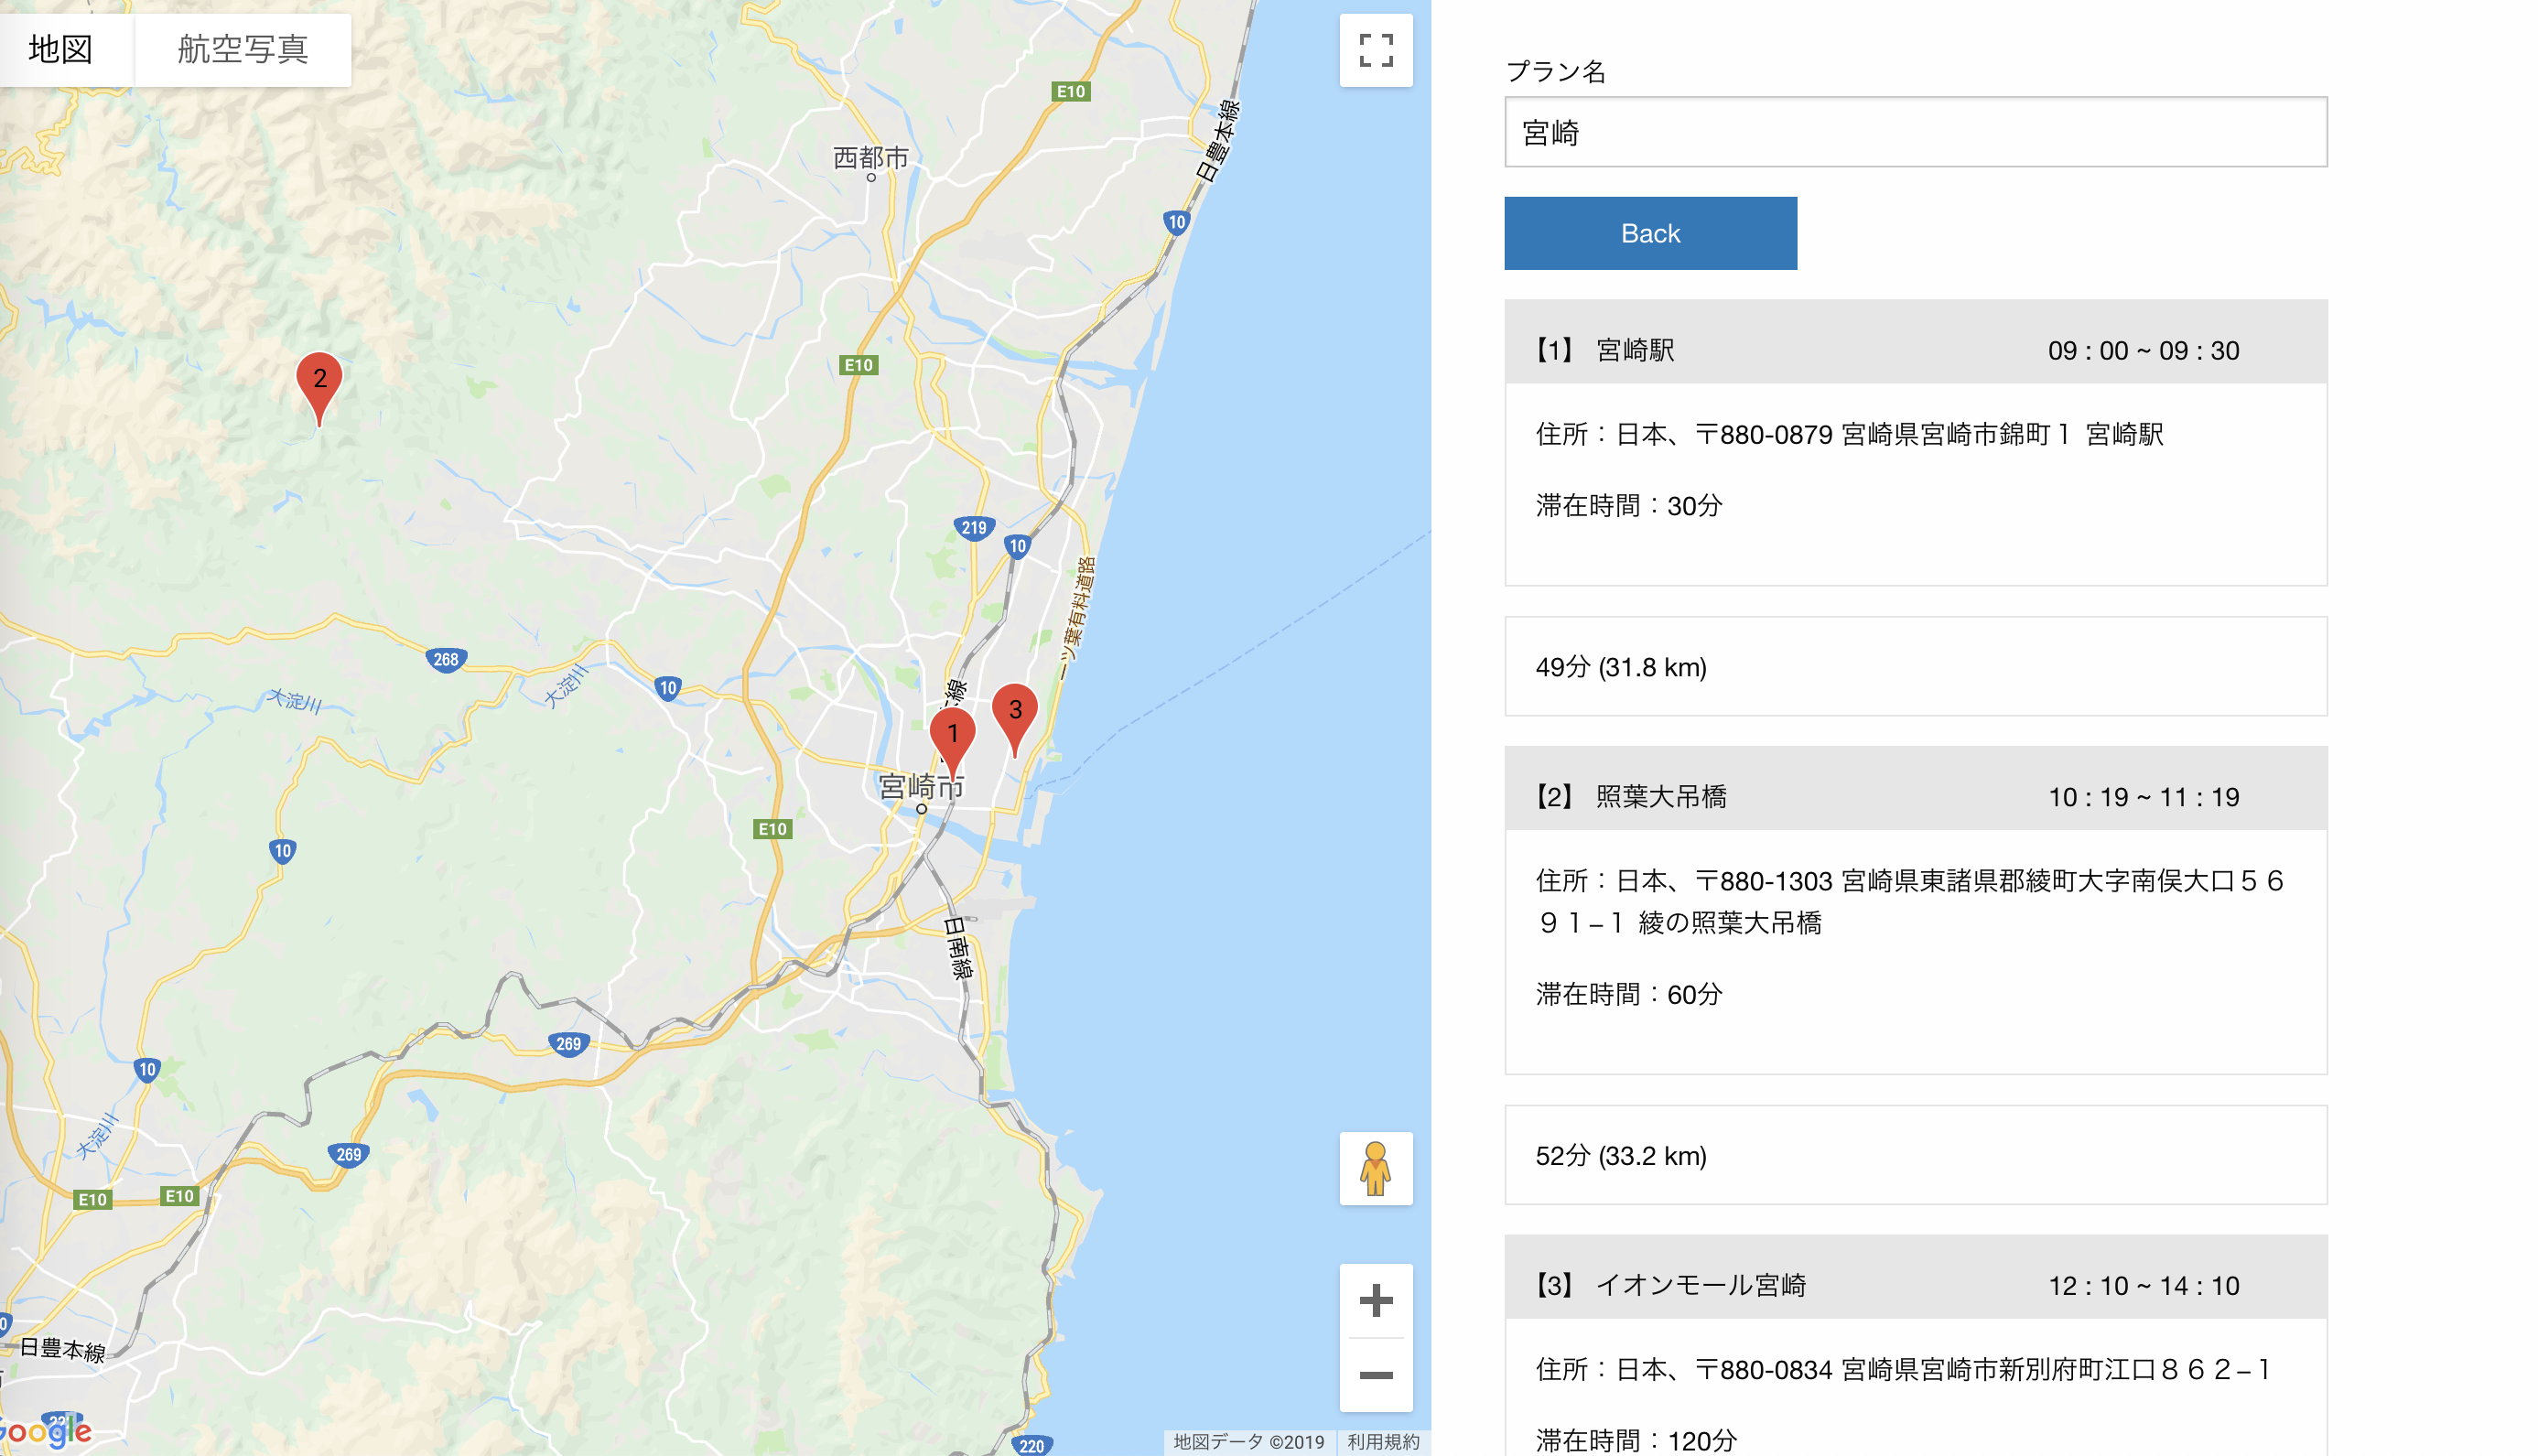 地図 航空写真
E10
日豊本線
西都市
10
2
E10
219
10
一ツ葉有料道路
268
大淀川
大淀川
10
線
3
1
宮崎市
E10
10
日南線
269
10
大淀川
269
E10
E10
日豊本線
220
地図データ ©2019 利用規約
プラン名
宮崎
Back
【1】 宮崎駅 09 : 00 ~ 09 : 30
住所：日本、〒880-0879 宮崎県宮崎市錦町１ 宮崎駅
滞在時間：30分
49分 (31.8 km)
【2】 照葉大吊橋 10 : 19 ~ 11 : 19
住所：日本、〒880-1303 宮崎県東諸県郡綾町大字南俣大口５６
９１−１ 綾の照葉大吊橋
滞在時間：60分
52分 (33.2 km)
【3】 イオンモール宮崎 12 : 10 ~ 14 : 10
住所：日本、〒880-0834 宮崎県宮崎市新別府町江口８６２−１
滞在時間：120分